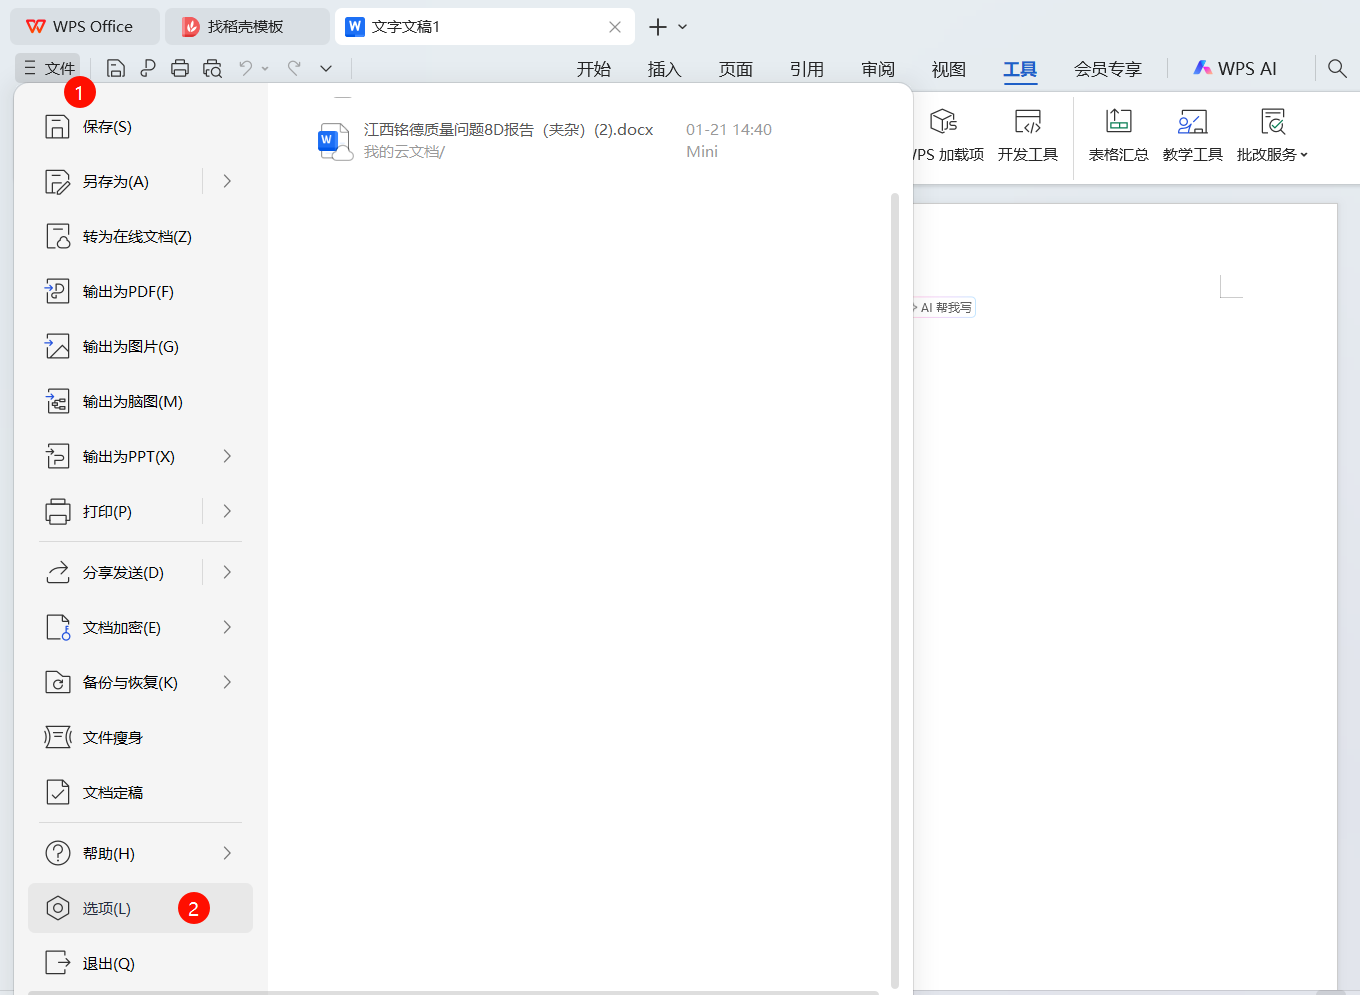 WPS Office
找稻壳模板
文字文稿1
文件
开始
插入
页面
引用
审阅
视图
工具
会员专享
WPS AI
1
保存(S)
另存为(A)
转为在线文档(Z)
输出为PDF(F)
输出为图片(G)
输出为脑图(M)
输出为PPT(X)
打印(P)
分享发送(D)
文档加密(E)
备份与恢复(K)
文件瘦身
文档定稿
帮助(H)
选项(L)
2
退出(Q)
江西铭德质量问题8D报告（夹杂）(2).docx
01-21 14:40
我的云文档/
Mini
WPS 加载项
开发工具
表格汇总
教学工具
批改服务
AI 帮我写